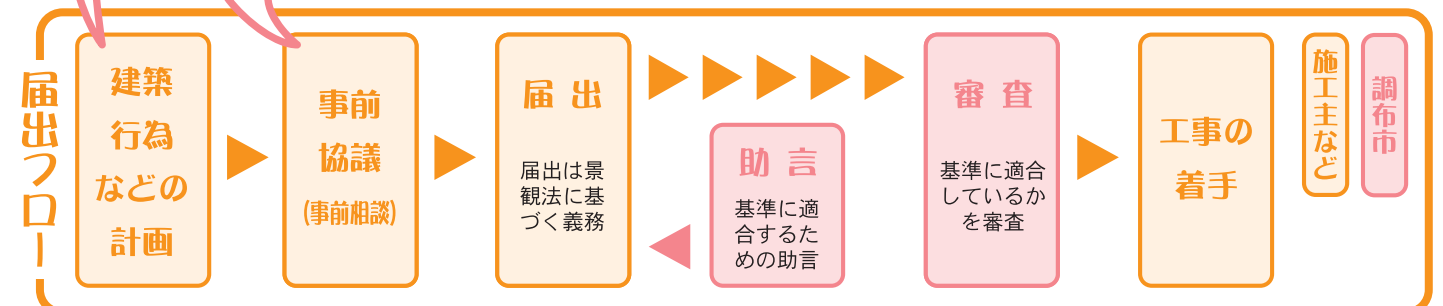 届出フロー
建築
行為
などの
計画
事前
協議
(事前相談)
届出
届出は景
観法に基
づく義務
助言
基準に適
合するた
めの助言
審査
基準に適合
しているか
を審査
工事の
着手
施工主など
調布市